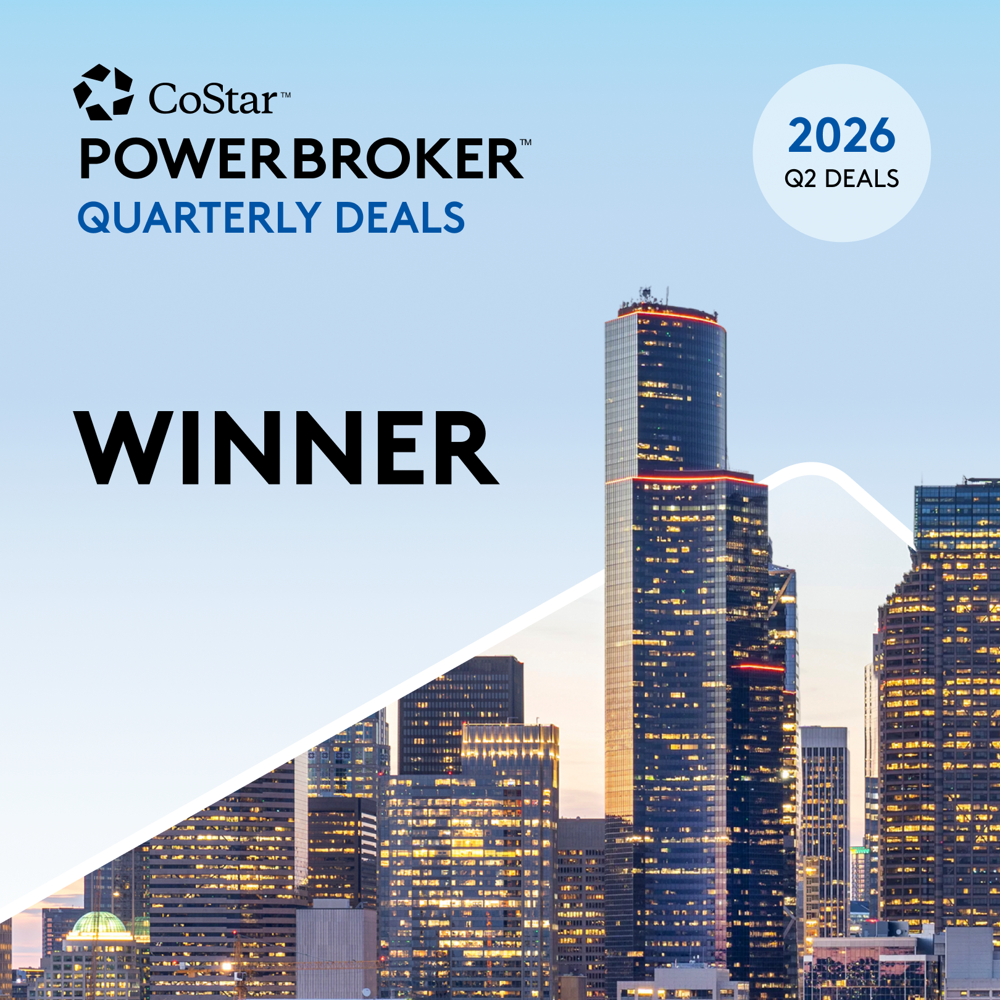 CoStar™
POWERBROKER™
QUARTERLY DEALS
2026
Q2 DEALS
WINNER